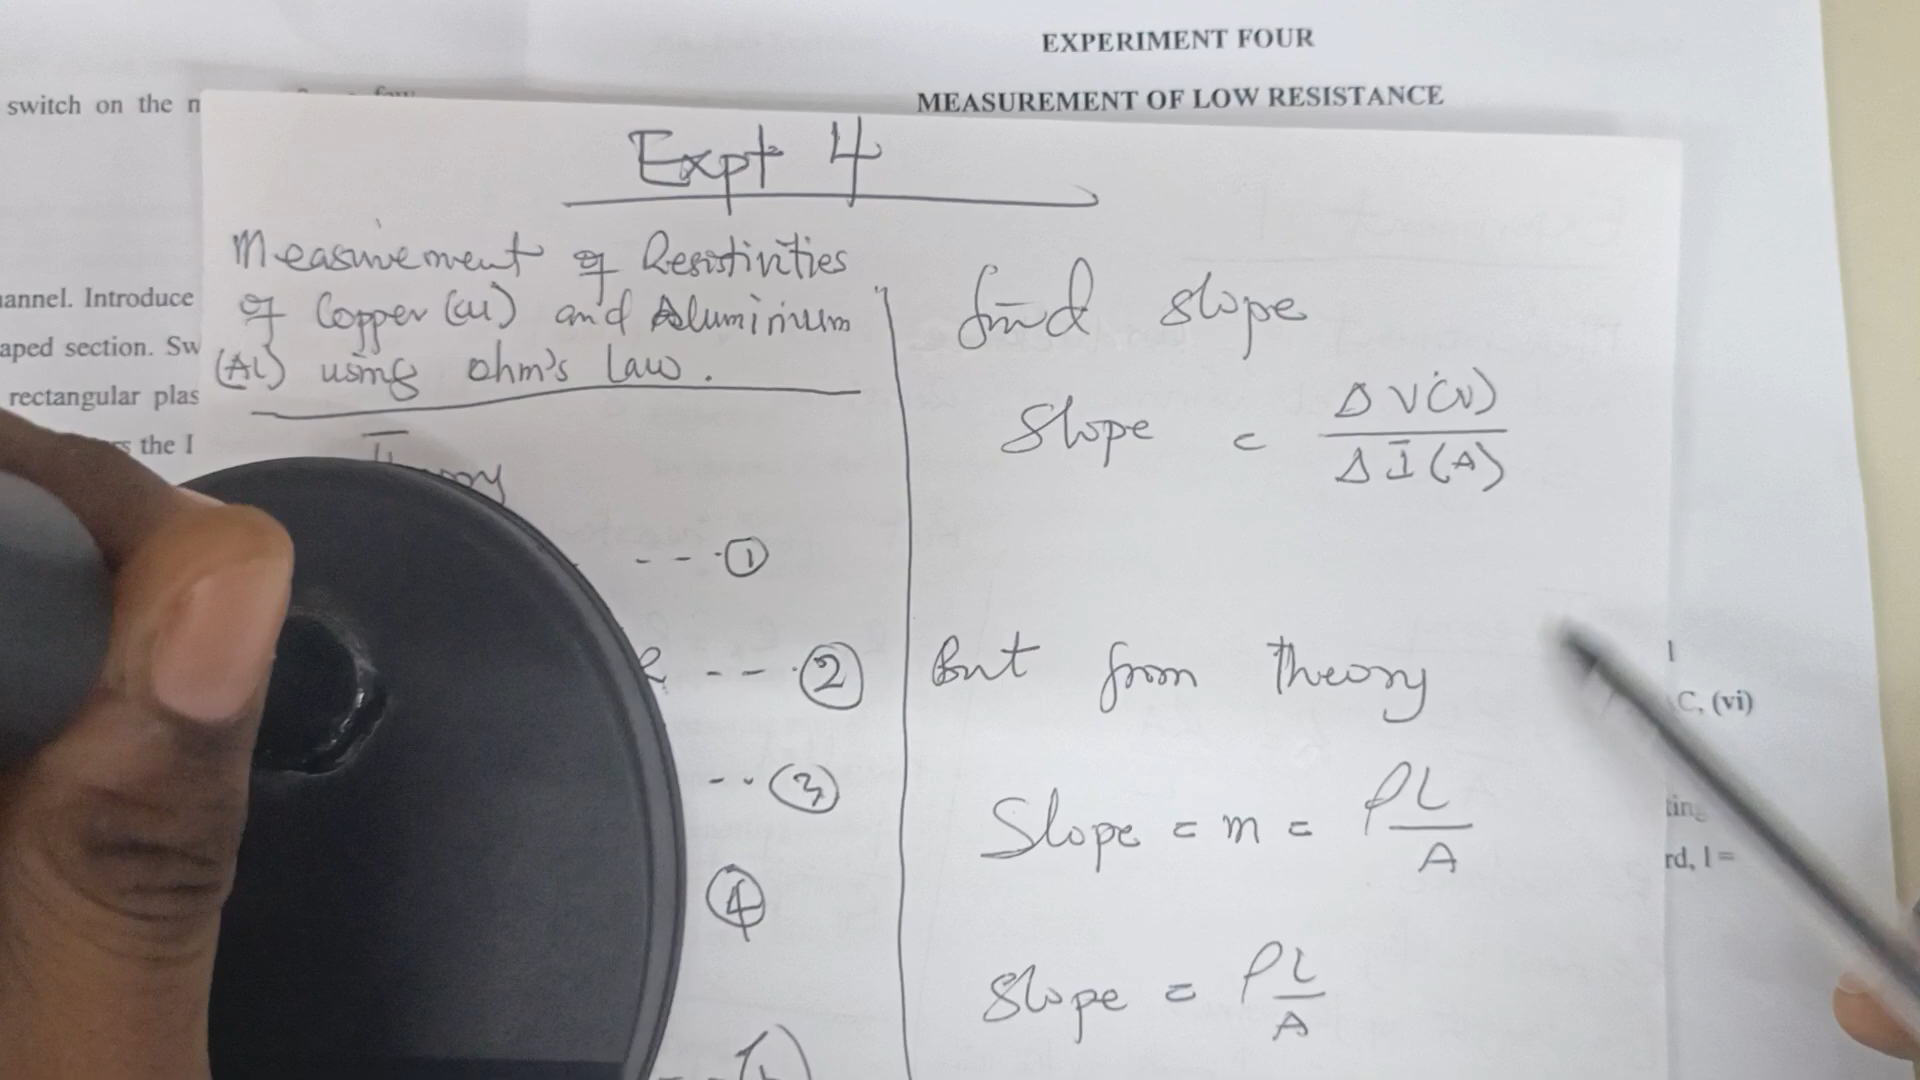 EXPERIMENT FOUR
MEASUREMENT OF LOW RESISTANCE
switch on the
annel. Introduce
aped section. Sw
rectangular plas
the I
Expt 4
Measurement of Resistivities
of Copper (Cu) and Aluminium
(Al) using ohm's law.
--- ①
--- ②
-- ③
④
find slope
Slope = ΔV(V) / ΔI(A)
But from theory
Slope = m = ρL / A
Slope = ρL / A
C, (vi)
rd, l =